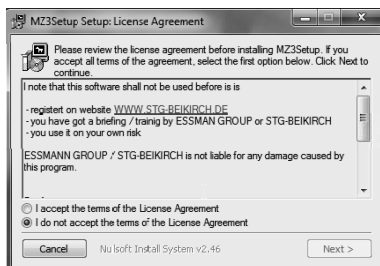 MZ3Setup Setup: License Agreement
Please review the license agreement before installing MZ3Setup. If you
accept all terms of the agreement, select the first option below. Click Next to
continue.
I note that this software shall not be used before is is
- registert on website WWW.STG-BEIKIRCH.DE
- you have got a briefing / trainig by ESSMAN GROUP or STG-BEIKIRCH
- you use it on your own risk
ESSMANN GROUP / STG-BEIKIRCH is not liable for any damage caused by
this program.
I accept the terms of the License Agreement
I do not accept the terms of the License Agreement
Cancel
Nullsoft Install System v2.46
Next >